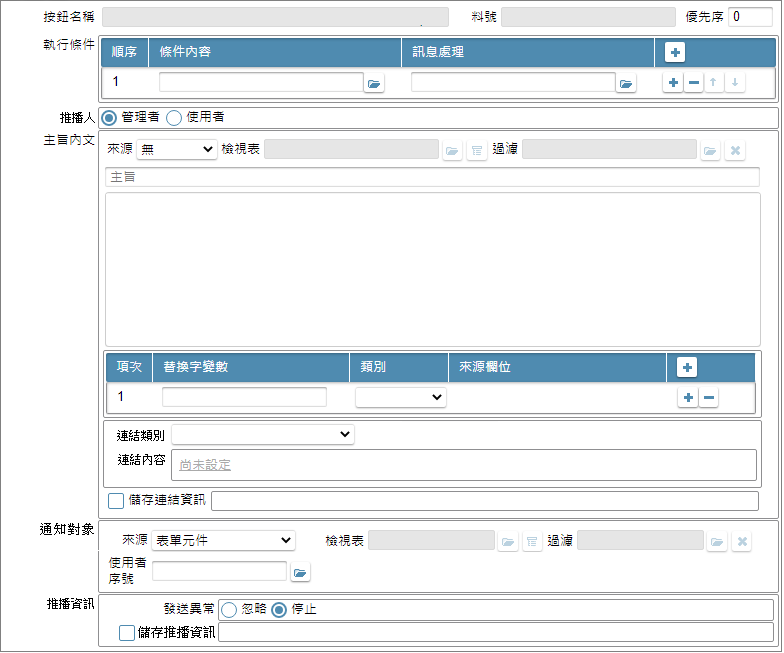 按鈕名稱 料號 優先序 0
執行條件 順序 條件內容 訊息處理
1
推播人 管理者 使用者
主旨內文
來源 無 檢視表 過濾
主旨
項次 替換字變數 類別 來源欄位
1
連結類別
連結內容 尚未設定
儲存連結資訊
通知對象
來源 表單元件 檢視表 過濾
使用者
序號
推播資訊 發送異常 忽略 停止
儲存推播資訊